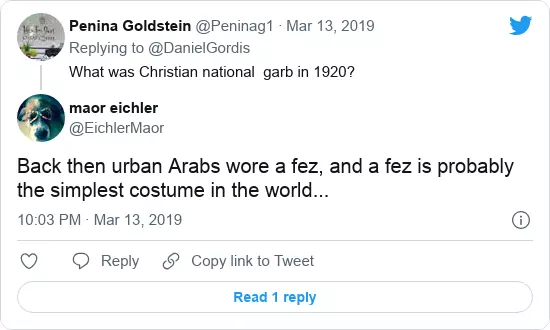 Penina Goldstein @Peninag1 · Mar 13, 2019
Replying to @DanielGordis
What was Christian national garb in 1920?
maor eichler
@EichlerMaor
Back then urban Arabs wore a fez, and a fez is probably
the simplest costume in the world...
10:03 PM · Mar 13, 2019
Reply
Copy link to Tweet
Read 1 reply